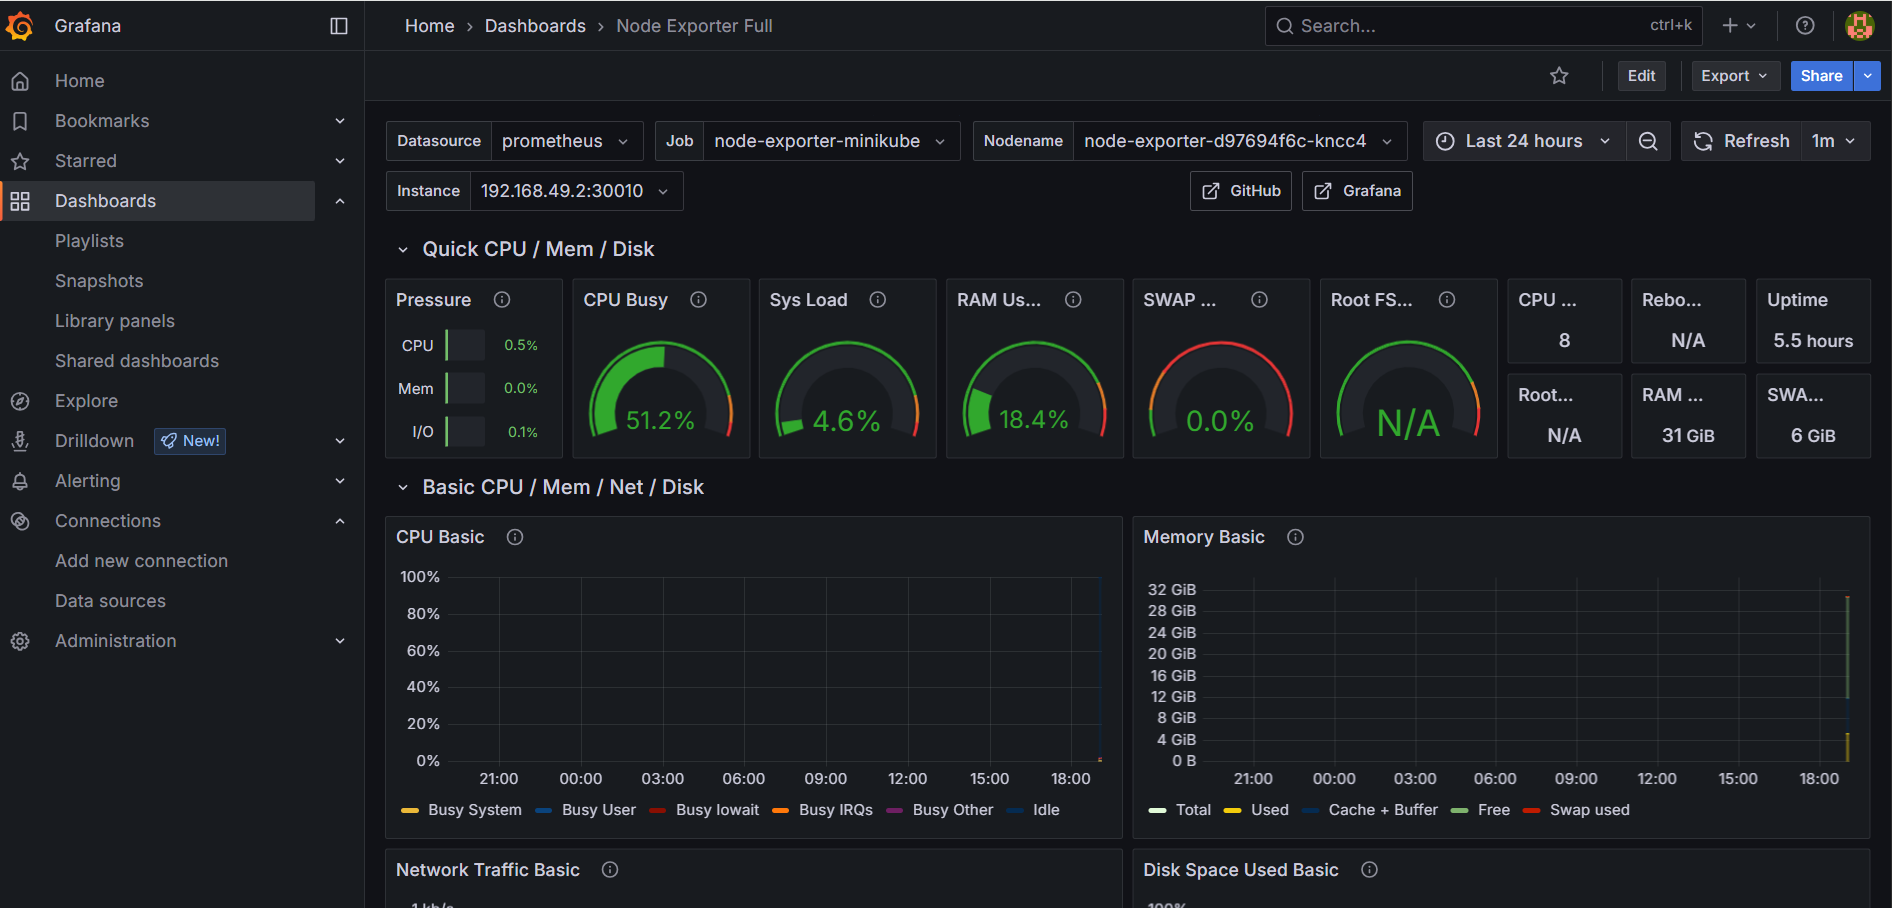 Grafana
Home › Dashboards › Node Exporter Full
Search...
ctrl+k
Home
Bookmarks
Starred
Dashboards
Playlists
Snapshots
Library panels
Shared dashboards
Explore
Drilldown
New!
Alerting
Connections
Add new connection
Data sources
Administration
Edit
Export
Share
Datasource
prometheus
Job
node-exporter-minikube
Nodename
node-exporter-d97694f6c-kncc4
Last 24 hours
Refresh
1m
Instance
192.168.49.2:30010
GitHub
Grafana
Quick CPU / Mem / Disk
Pressure
CPU
0.5%
Mem
0.0%
I/O
0.1%
CPU Busy
51.2%
Sys Load
4.6%
RAM Us...
18.4%
SWAP ...
0.0%
Root FS...
N/A
CPU ...
8
Rebo...
N/A
Uptime
5.5 hours
Root...
N/A
RAM ...
31 GiB
SWA...
6 GiB
Basic CPU / Mem / Net / Disk
CPU Basic
100%
80%
60%
40%
20%
0%
21:00 00:00 03:00 06:00 09:00 12:00 15:00 18:00
Busy System Busy User Busy Iowait Busy IRQs Busy Other Idle
Memory Basic
32 GiB
28 GiB
24 GiB
20 GiB
16 GiB
12 GiB
8 GiB
4 GiB
0 B
21:00 00:00 03:00 06:00 09:00 12:00 15:00 18:00
Total Used Cache + Buffer Free Swap used
Network Traffic Basic
1 kb/s
Disk Space Used Basic
100%